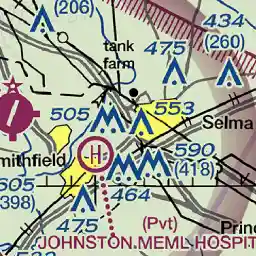 (206)
434
(260)
tank
farm
475
505
553
Selma
mithfield
H
590
(418)
605
398)
464
475
(Pvt)
Prin
JOHNSTON MEML HOSPIT